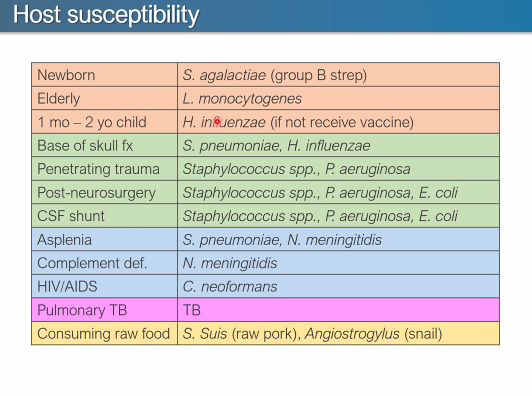 Host susceptibility
Newborn S. agalactiae (group B strep)
Elderly L. monocytogenes
1 mo – 2 yo child H. influenzae (if not receive vaccine)
Base of skull fx S. pneumoniae, H. influenzae
Penetrating trauma Staphylococcus spp., P. aeruginosa
Post-neurosurgery Staphylococcus spp., P. aeruginosa, E. coli
CSF shunt Staphylococcus spp., P. aeruginosa, E. coli
Asplenia S. pneumoniae, N. meningitidis
Complement def. N. meningitidis
HIV/AIDS C. neoformans
Pulmonary TB TB
Consuming raw food S. Suis (raw pork), Angiostrogylus (snail)